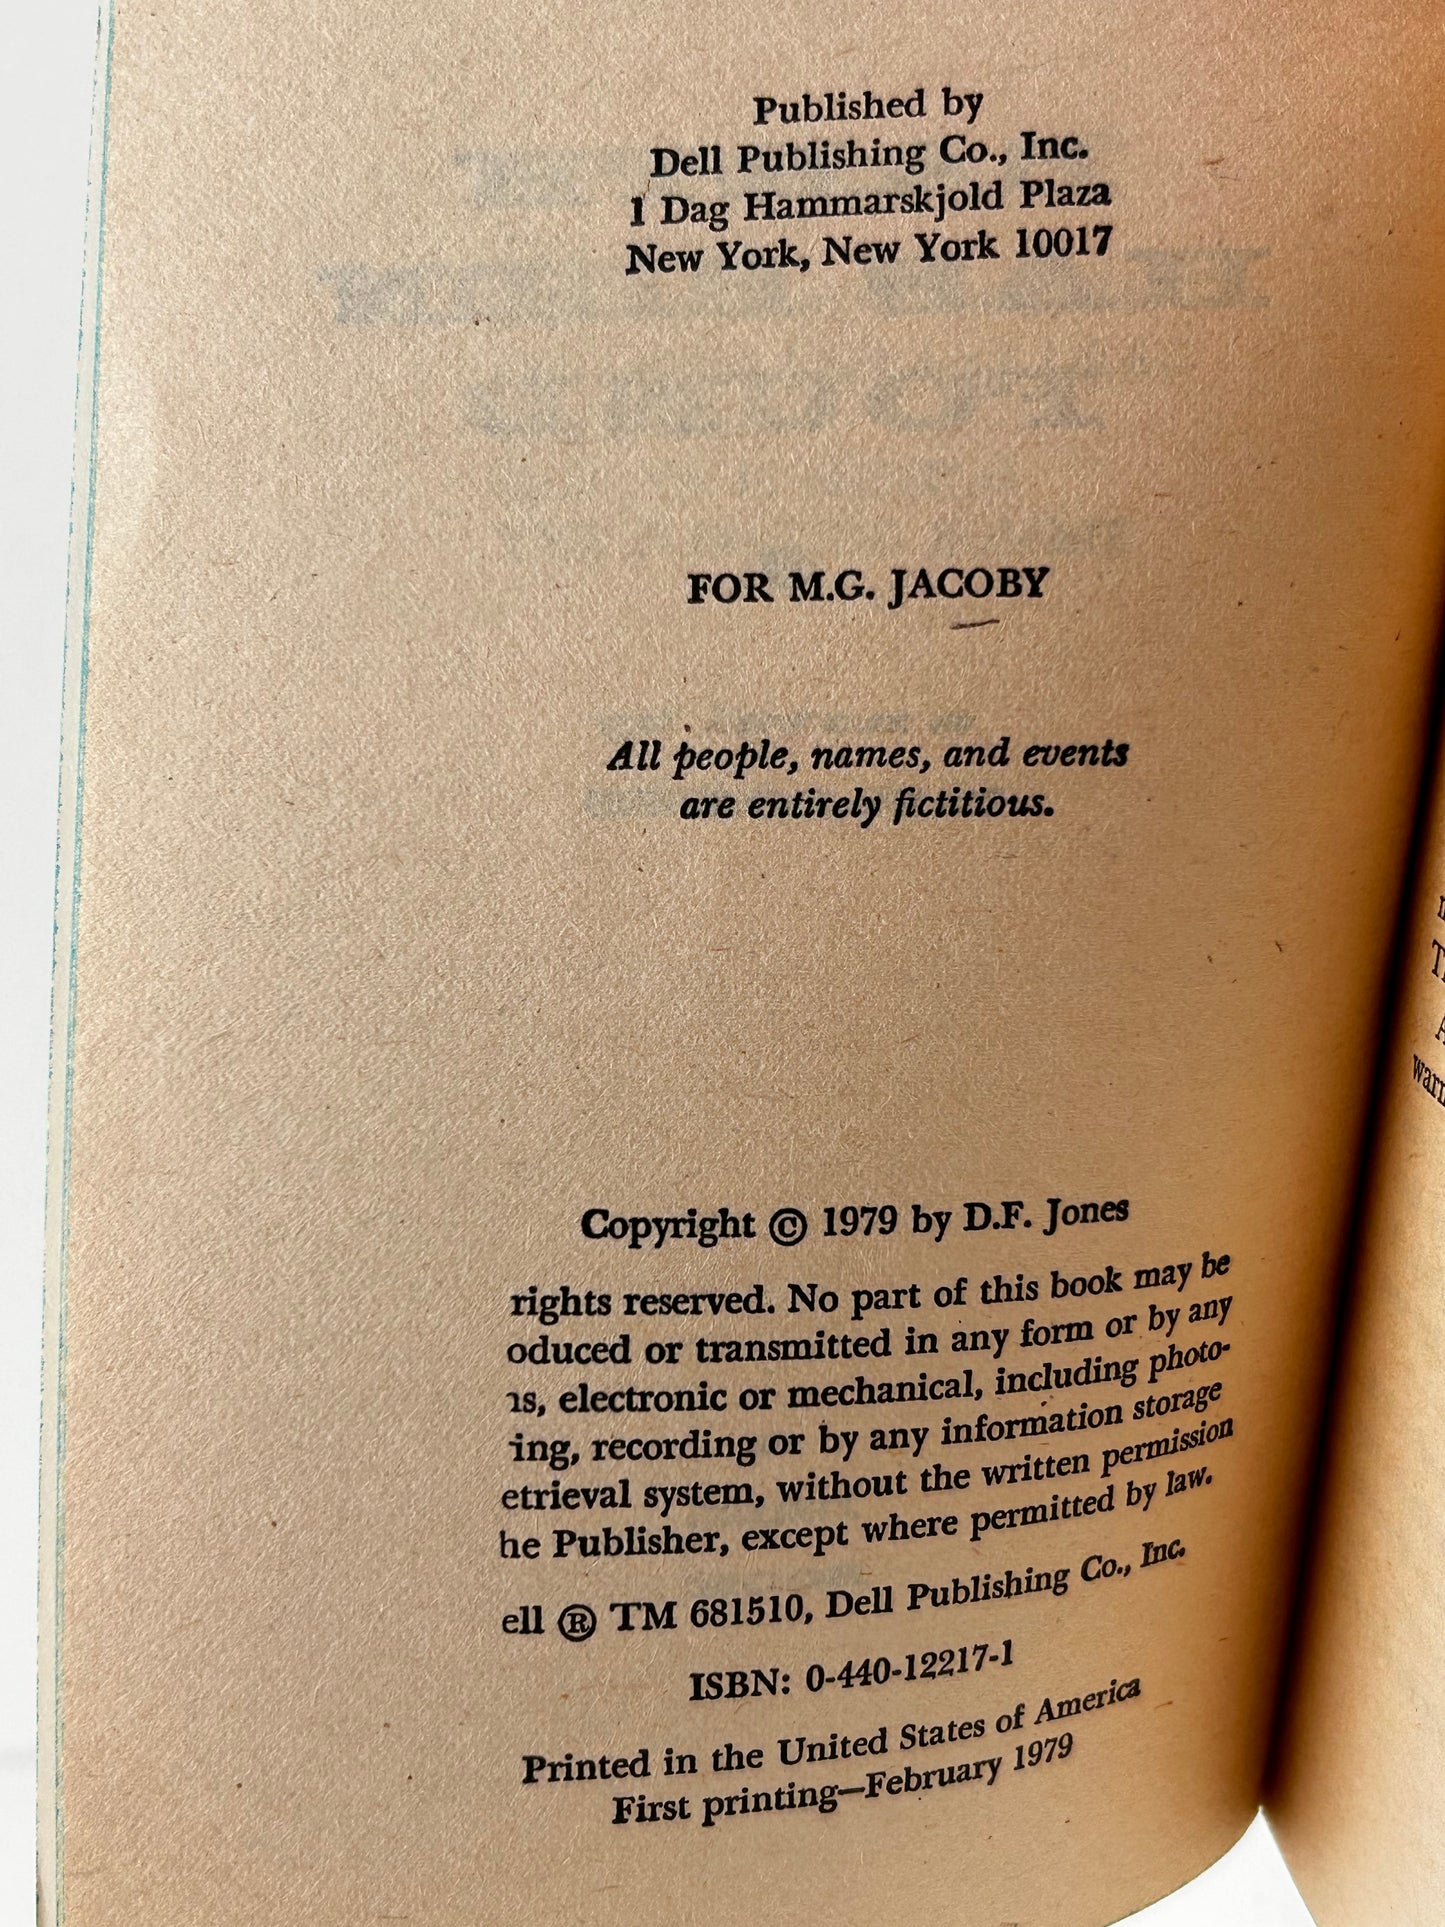 Published by
Dell Publishing Co., Inc.
1 Dag Hammarskjold Plaza
New York, New York 10017
FOR M.G. JACOBY
All people, names, and events
are entirely fictitious.
Copyright © 1979 by D.F. Jones
rights reserved. No part of this book may be
oduced or transmitted in any form or by any
ns, electronic or mechanical, including photo-
ing, recording or by any information storage
etrieval system, without the written permission
he Publisher, except where permitted by law.
ell ® TM 681510, Dell Publishing Co., Inc.
ISBN: 0-440-12217-1
Printed in the United States of America
First printing—February 1979